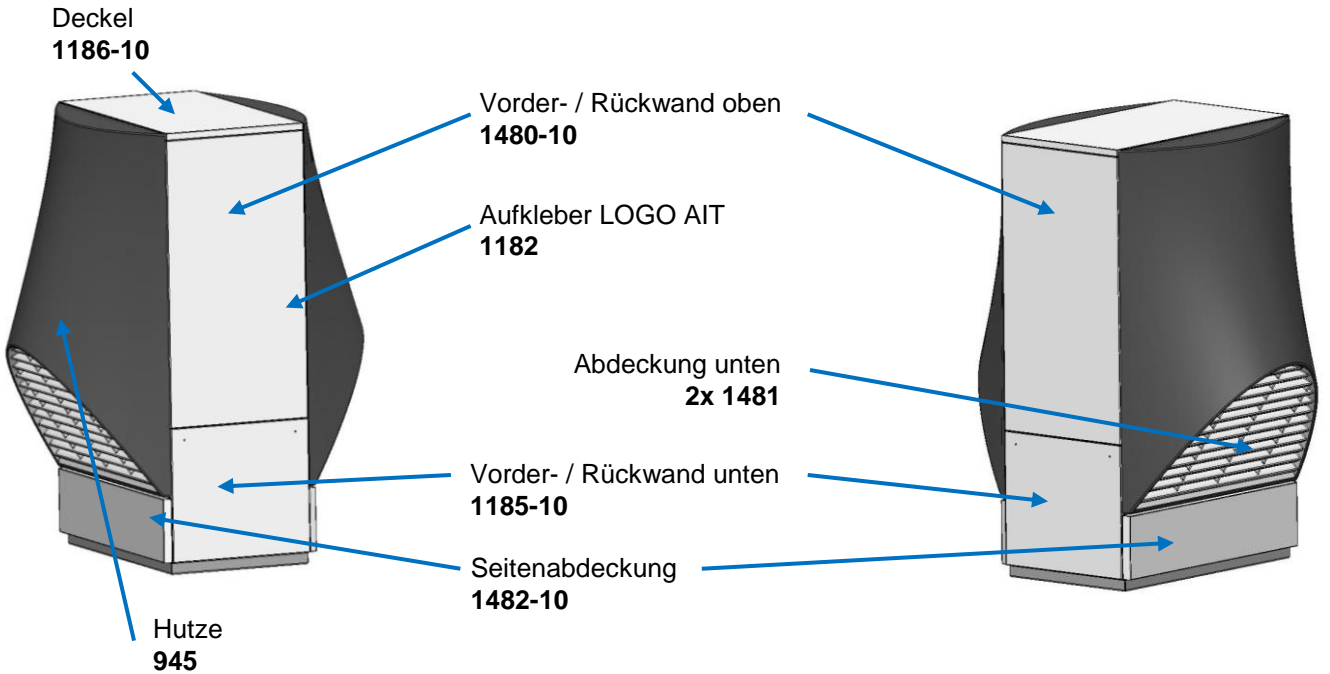 Deckel
1186-10
Vorder- / Rückwand oben
1480-10
Aufkleber LOGO AIT
1182
Abdeckung unten
2x 1481
Vorder- / Rückwand unten
1185-10
Seitenabdeckung
1482-10
Hutze
945